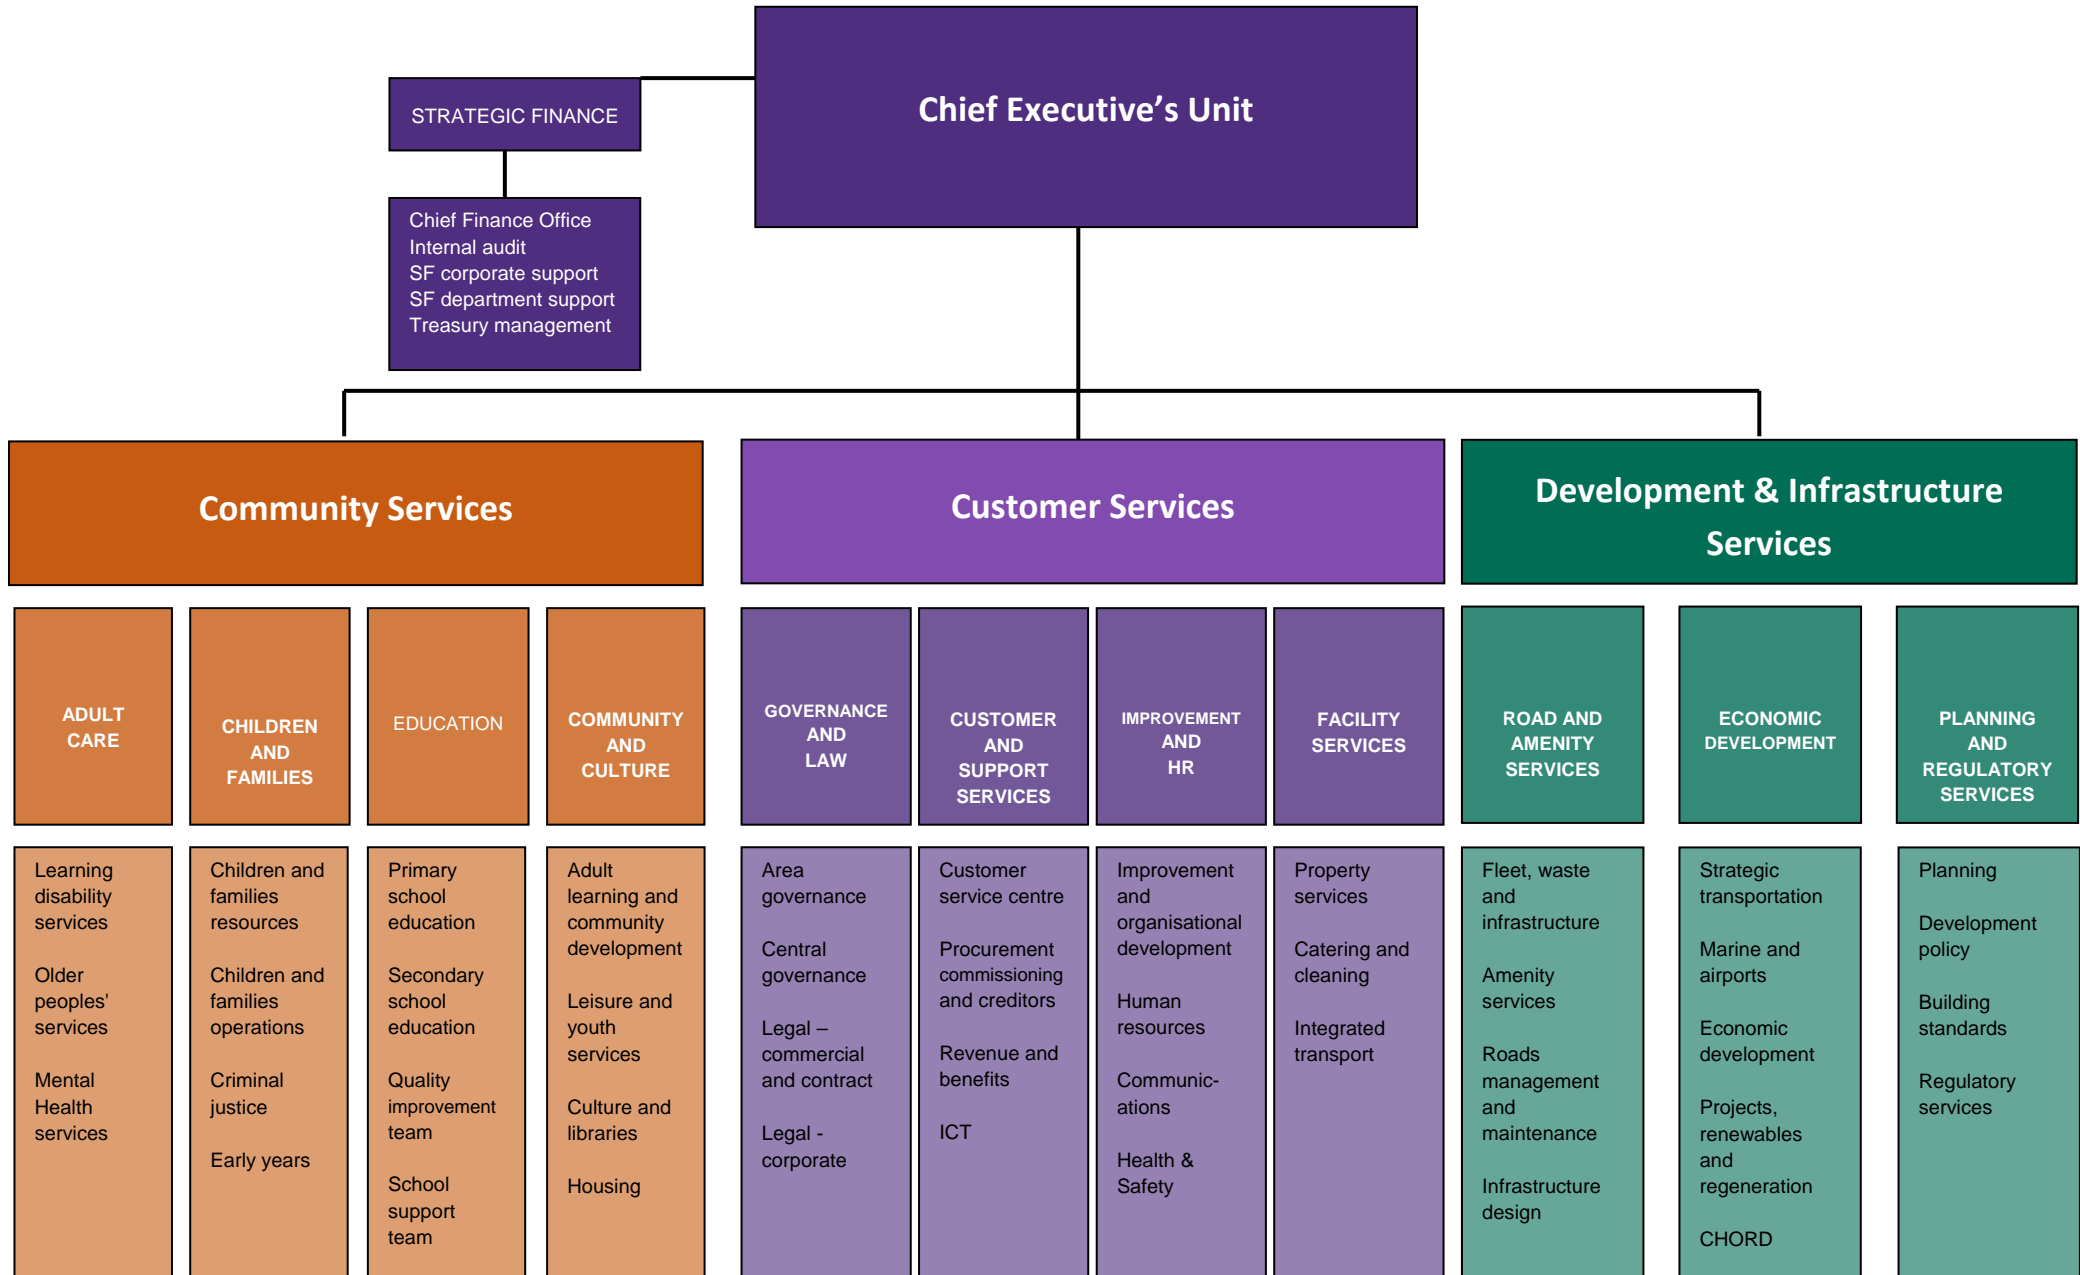 Chief Executive’s Unit
STRATEGIC FINANCE
Chief Finance Office
Internal audit
SF corporate support
SF department support
Treasury management
Community Services
Customer Services
Development & Infrastructure
Services
ADULT
CARE
CHILDREN
AND
FAMILIES
EDUCATION
COMMUNITY
AND
CULTURE
GOVERNANCE
AND
LAW
CUSTOMER
AND
SUPPORT
SERVICES
IMPROVEMENT
AND
HR
FACILITY
SERVICES
ROAD AND
AMENITY
SERVICES
ECONOMIC
DEVELOPMENT
PLANNING
AND
REGULATORY
SERVICES
Learning
disability
services
Older
peoples'
services
Mental
Health
services
Children and
families
resources
Children and
families
operations
Criminal
justice
Early years
Primary
school
education
Secondary
school
education
Quality
improvement
team
School
support
team
Adult
learning and
community
development
Leisure and
youth
services
Culture and
libraries
Housing
Area
governance
Central
governance
Legal –
commercial
and contract
Legal -
corporate
Customer
service centre
Procurement
commissioning
and creditors
Revenue and
benefits
ICT
Improvement
and
organisational
development
Human
resources
Communic-
ations
Health &
Safety
Property
services
Catering and
cleaning
Integrated
transport
Fleet, waste
and
infrastructure
Amenity
services
Roads
management
and
maintenance
Infrastructure
design
Strategic
transportation
Marine and
airports
Economic
development
Projects,
renewables
and
regeneration
CHORD
Planning
Development
policy
Building
standards
Regulatory
services